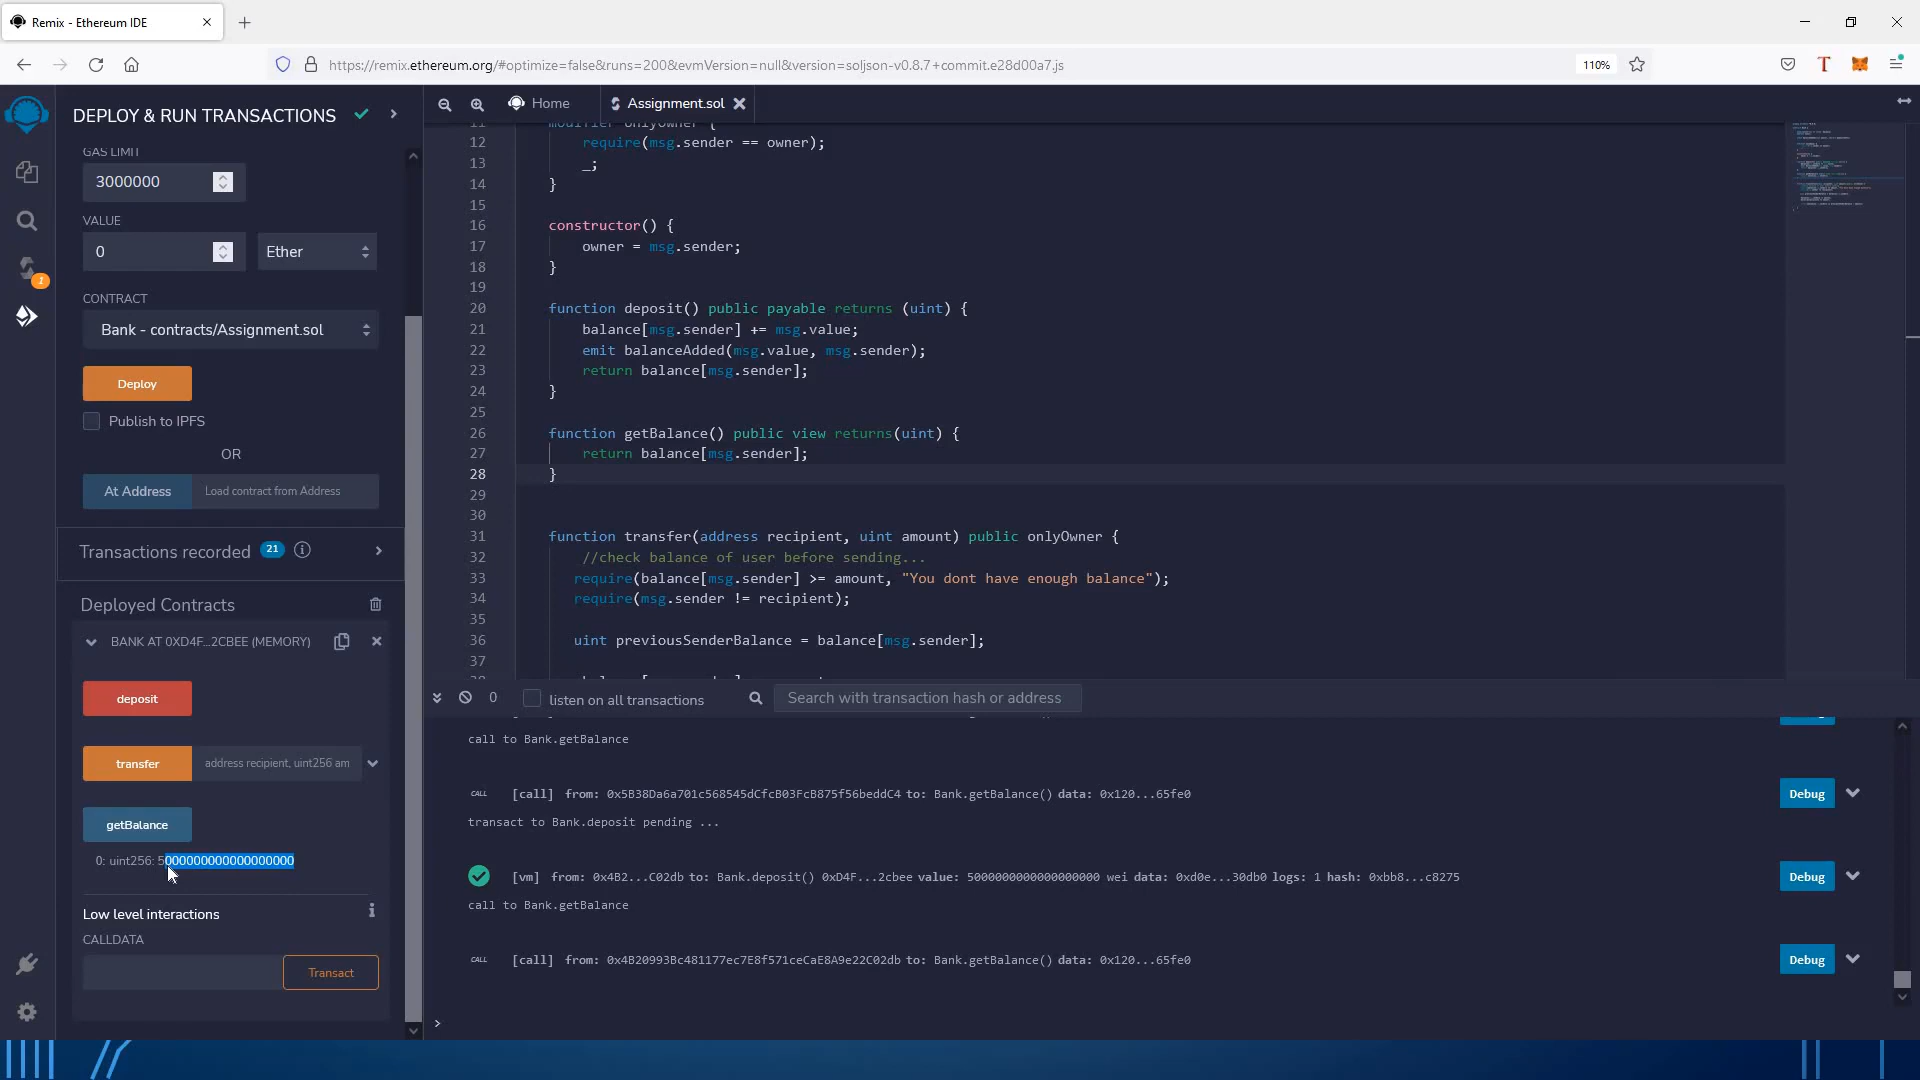 Remix - Ethereum IDE
https://remix.ethereum.org/#optimize=false&runs=200&evmVersion=null&version=soljson-v0.8.7+commit.e28d00a7.js
110%
DEPLOY & RUN TRANSACTIONS
GAS LIMIT
3000000
VALUE
0
Ether
CONTRACT
Bank - contracts/Assignment.sol
Deploy
Publish to IPFS
OR
At Address
Load contract from Address
Transactions recorded 21
Deployed Contracts
BANK AT 0XD4F...2CBEE (MEMORY)
deposit
transfer
address recipient, uint256 am
getBalance
0: uint256: 5000000000000000000
Low level interactions
CALLDATA
Transact
1
Home
Assignment.sol
11 modifier onlyOwner {
12 require(msg.sender == owner);
13 _;
14 }
15
16 constructor() {
17 owner = msg.sender;
18 }
19
20 function deposit() public payable returns (uint) {
21 balance[msg.sender] += msg.value;
22 emit balanceAdded(msg.value, msg.sender);
23 return balance[msg.sender];
24 }
25
26 function getBalance() public view returns(uint) {
27 return balance[msg.sender];
28 }
29
30
31 function transfer(address recipient, uint amount) public onlyOwner {
32 //check balance of user before sending...
33 require(balance[msg.sender] >= amount, "You dont have enough balance");
34 require(msg.sender != recipient);
35
36 uint previousSenderBalance = balance[msg.sender];
37
0
listen on all transactions
Search with transaction hash or address
call to Bank.getBalance
CALL [call] from: 0x5B38Da6a701c568545dCfcB03FcB875f56beddC4 to: Bank.getBalance() data: 0x120...65fe0
Debug
transact to Bank.deposit pending ...
[vm] from: 0x4B2...C02db to: Bank.deposit() 0xD4F...2cbee value: 5000000000000000000 wei data: 0xd0e...30db0 logs: 1 hash: 0xbb8...c8275
Debug
call to Bank.getBalance
CALL [call] from: 0x4B20993Bc481177ec7E8f571ceCaE8A9e22C02db to: Bank.getBalance() data: 0x120...65fe0
Debug
>